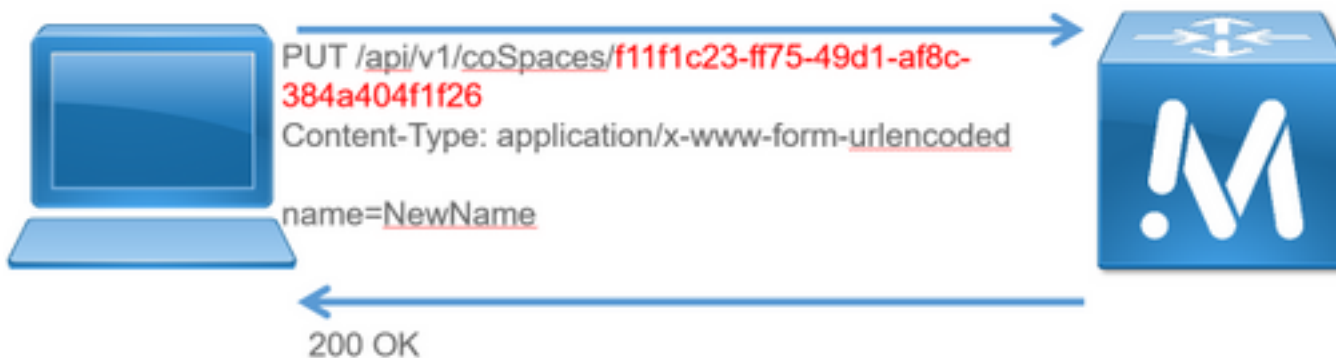 PUT /api/v1/coSpaces/f11f1c23-ff75-49d1-af8c-
384a404f1f26
Content-Type: application/x-www-form-urlencoded
name=NewName
200 OK